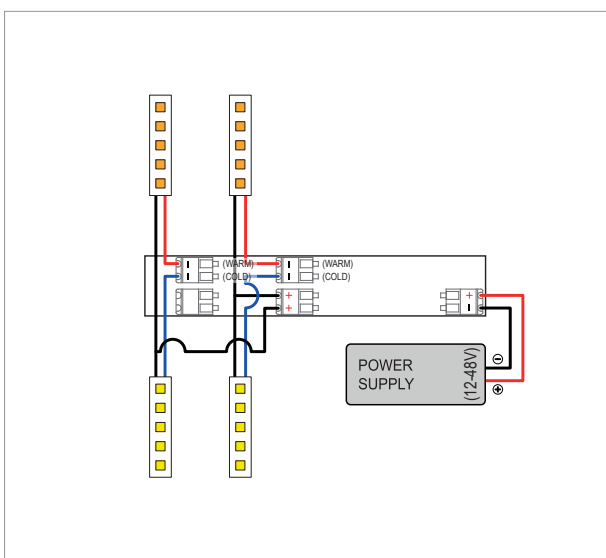 (WARM) (WARM)
(COLD) (COLD)
- -
- -
+ +
+ -
POWER
SUPPLY
(12-48V)
-
+